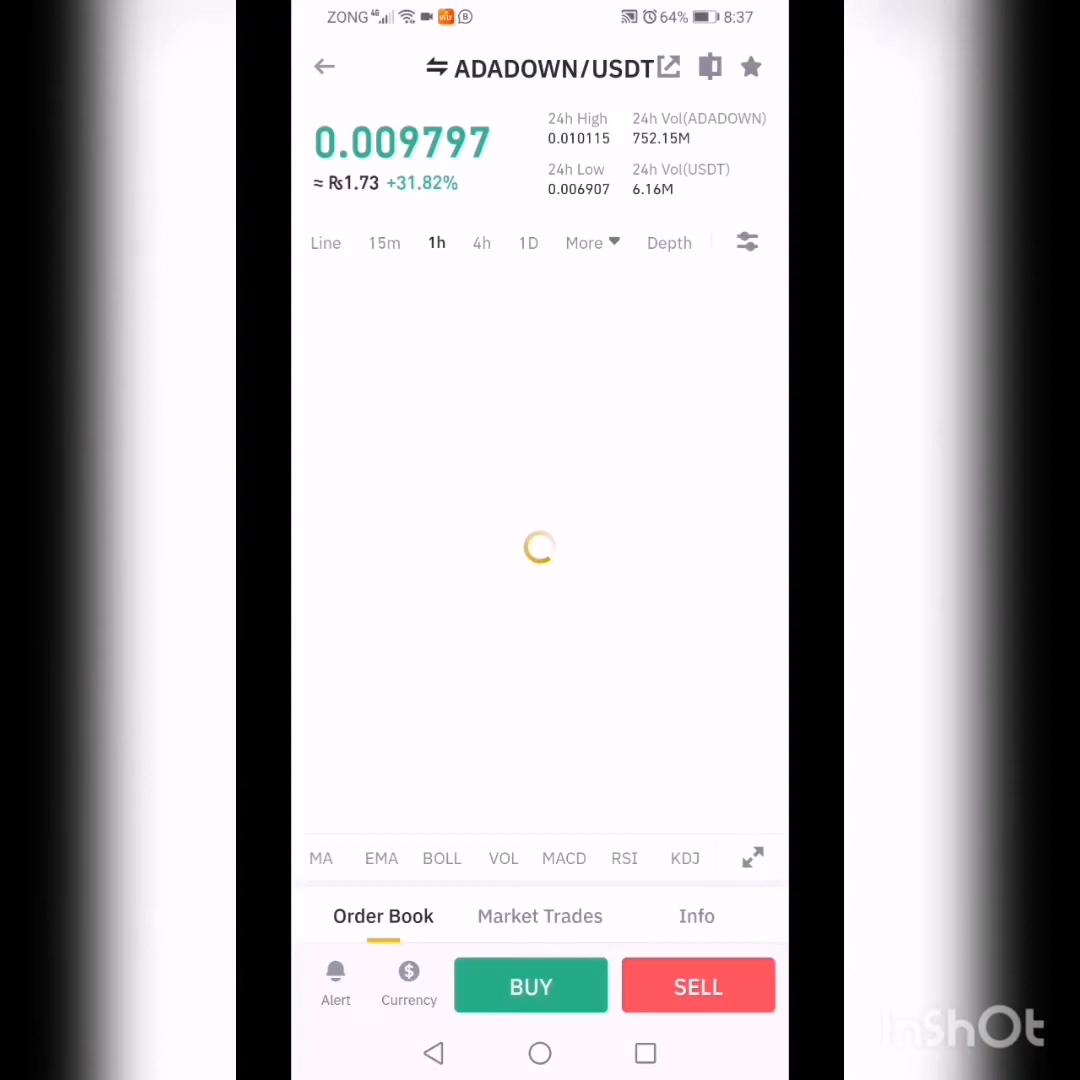 ZONG 4G 64% 8:37
ADADOWN/USDT
0.009797
≈ ₨1.73 +31.82%
24h High 24h Vol(ADADOWN)
0.010115 752.15M
24h Low 24h Vol(USDT)
0.006907 6.16M
Line 15m 1h 4h 1D More Depth
MA EMA BOLL VOL MACD RSI KDJ
Order Book Market Trades Info
Alert Currency BUY SELL
InShOt